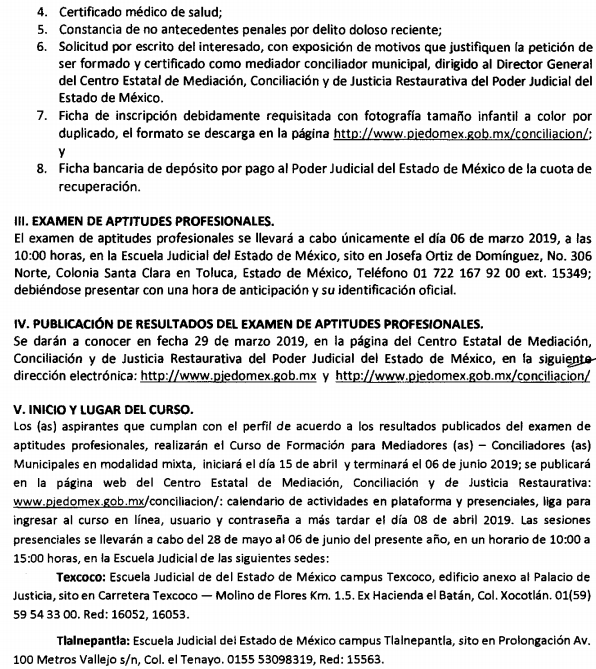 4. Certificado médico de salud;
5. Constancia de no antecedentes penales por delito doloso reciente;
6. Solicitud por escrito del interesado, con exposición de motivos que justifiquen la petición de
ser formado y certificado como mediador conciliador municipal, dirigido al Director General
del Centro Estatal de Mediación, Conciliación y de Justicia Restaurativa del Poder Judicial del
Estado de México.
7. Ficha de inscripción debidamente requisitada con fotografía tamaño infantil a color por
duplicado, el formato se descarga en la página http://www.pjedomex.gob.mx/conciliacion/;
y
8. Ficha bancaria de depósito por pago al Poder Judicial del Estado de México de la cuota de
recuperación.
III. EXAMEN DE APTITUDES PROFESIONALES.
El examen de aptitudes profesionales se llevará a cabo únicamente el día 06 de marzo 2019, a las
10:00 horas, en la Escuela Judicial del Estado de México, sito en Josefa Ortiz de Domínguez, No. 306
Norte, Colonia Santa Clara en Toluca, Estado de México, Teléfono 01 722 167 92 00 ext. 15349;
debiéndose presentar con una hora de anticipación y su identificación oficial.
IV. PUBLICACIÓN DE RESULTADOS DEL EXAMEN DE APTITUDES PROFESIONALES.
Se darán a conocer en fecha 29 de marzo 2019, en la página del Centro Estatal de Mediación,
Conciliación y de Justicia Restaurativa del Poder Judicial del Estado de México, en la siguiente
dirección electrónica: http://www.pjedomex.gob.mx y http://www.pjedomex.gob.mx/conciliacion/
V. INICIO Y LUGAR DEL CURSO.
Los (as) aspirantes que cumplan con el perfil de acuerdo a los resultados publicados del examen de
aptitudes profesionales, realizarán el Curso de Formación para Mediadores (as) – Conciliadores (as)
Municipales en modalidad mixta, iniciará el día 15 de abril y terminará el 06 de junio 2019; se publicará
en la página web del Centro Estatal de Mediación, Conciliación y de Justicia Restaurativa:
www.pjedomex.gob.mx/conciliacion/: calendario de actividades en plataforma y presenciales, liga para
ingresar al curso en línea, usuario y contraseña a más tardar el día 08 de abril 2019. Las sesiones
presenciales se llevarán a cabo del 28 de mayo al 06 de junio del presente año, en un horario de 10:00 a
15:00 horas, en la Escuela Judicial de las siguientes sedes:
Texcoco: Escuela Judicial de del Estado de México campus Texcoco, edificio anexo al Palacio de
Justicia, sito en Carretera Texcoco — Molino de Flores Km. 1.5. Ex Hacienda el Batán, Col. Xocotlán. 01(59)
59 54 33 00. Red: 16052, 16053.
Tlalnepantla: Escuela Judicial del Estado de México campus Tlalnepantla, sito en Prolongación Av.
100 Metros Vallejo s/n, Col. el Tenayo. 0155 53098319, Red: 15563.